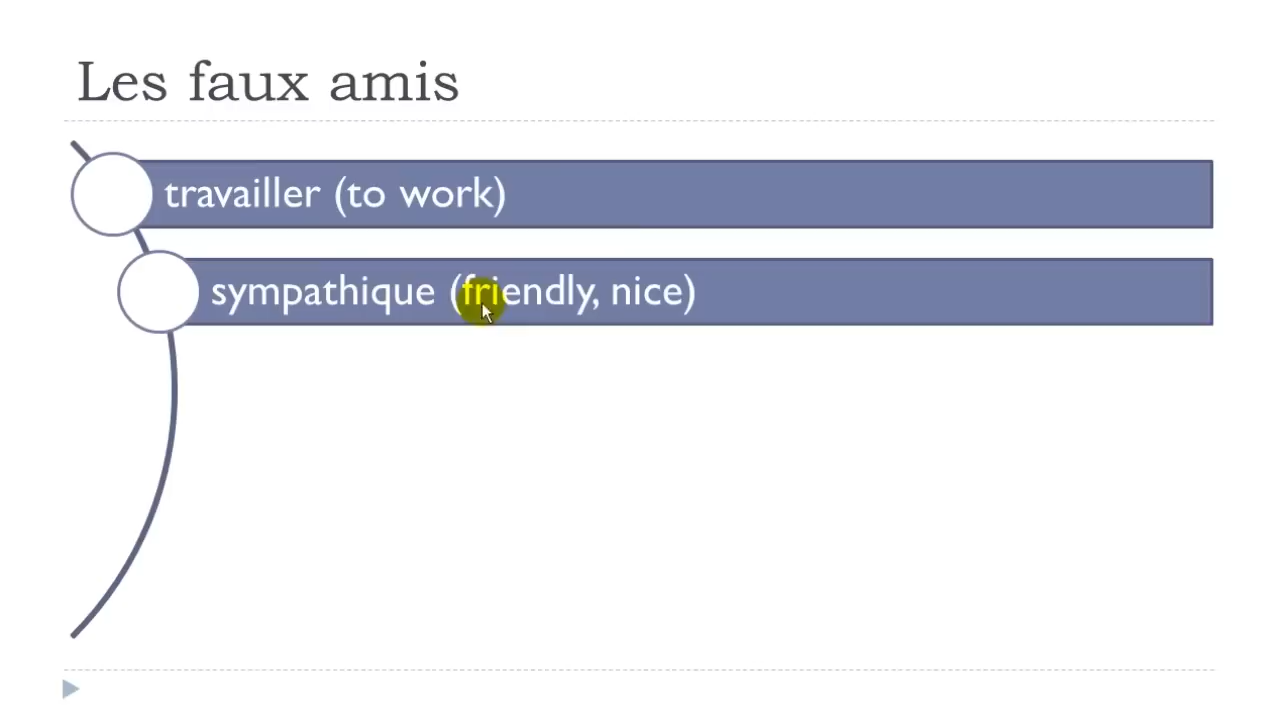 Les faux amis
travailler (to work)
sympathique (friendly, nice)